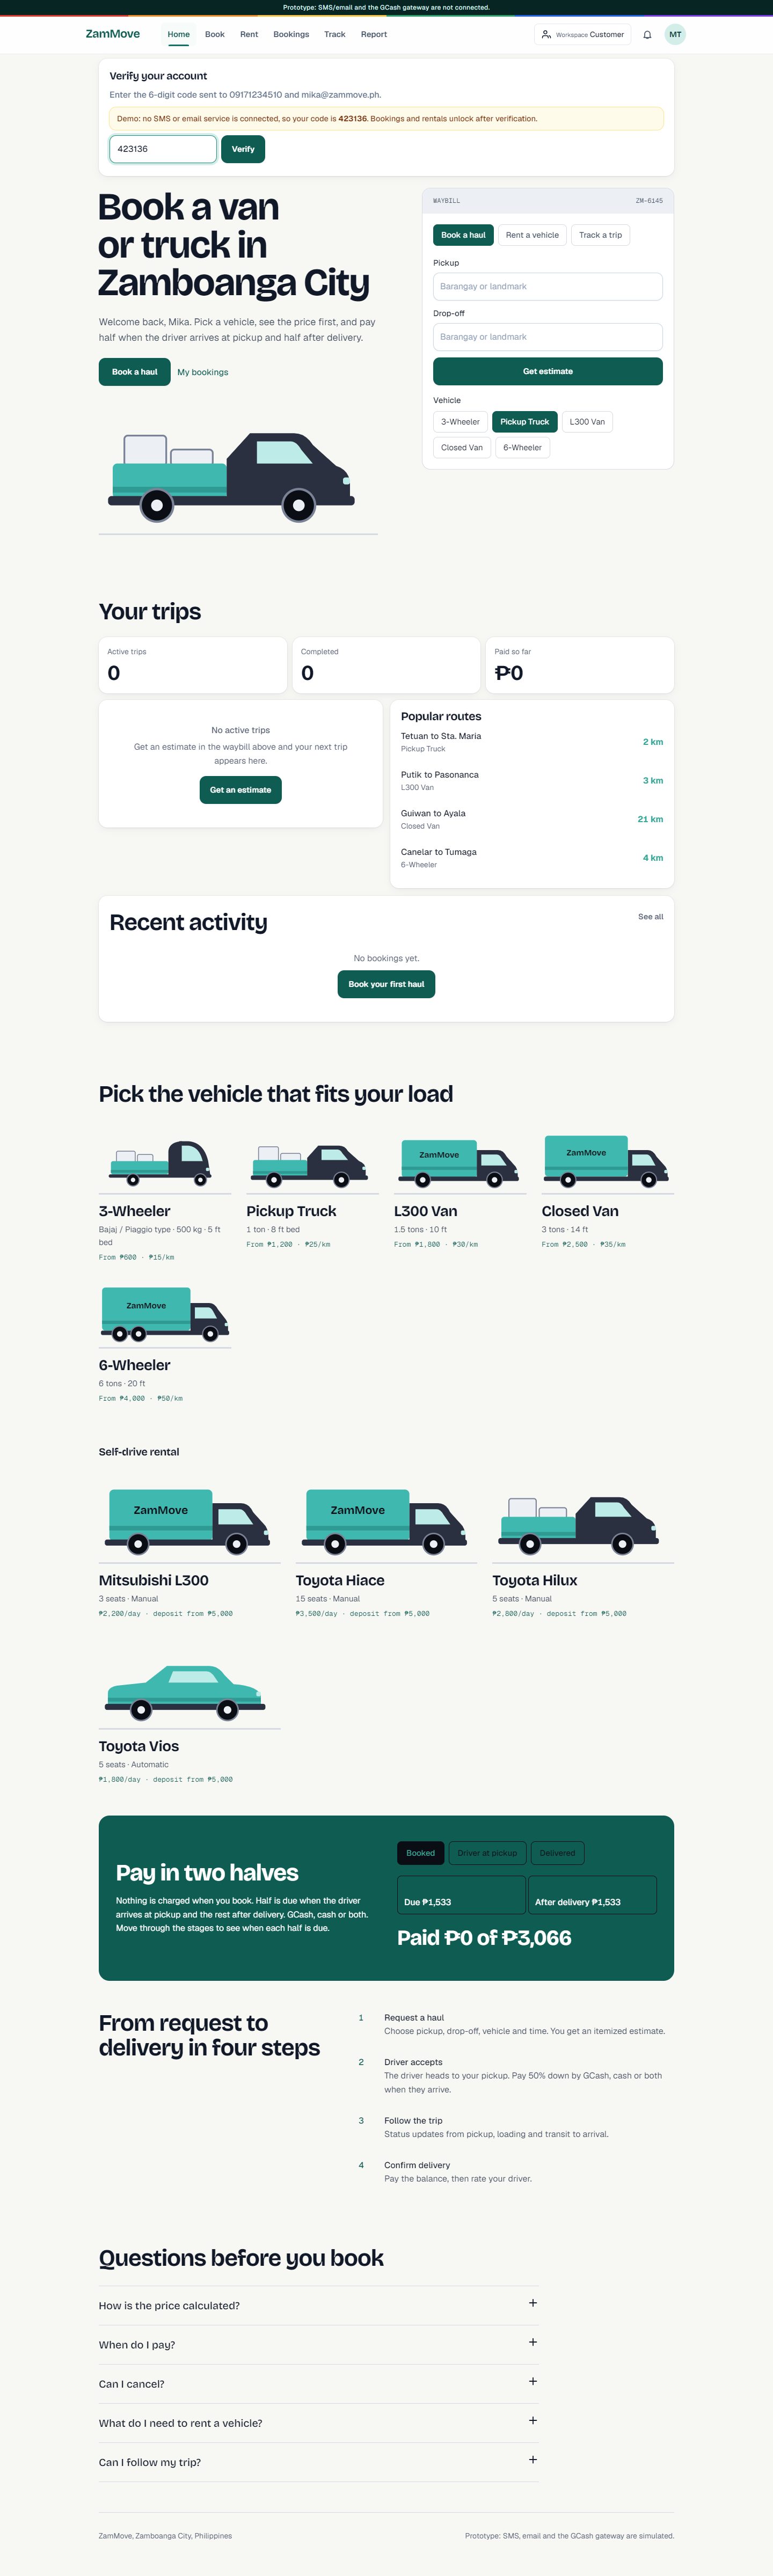 Prototype: SMS/email and the GCash gateway are not connected.
ZamMove
Home
Book
Rent
Bookings
Track
Report
Workspace Customer
MT
Verify your account
Enter the 6-digit code sent to 09171234510 and mika@zammove.ph.
Demo: no SMS or email service is connected, so your code is 423136. Bookings and rentals unlock after verification.
423136
Verify
Book a van
or truck in
Zamboanga City
Welcome back, Mika. Pick a vehicle, see the price first, and pay
half when the driver arrives at pickup and half after delivery.
Book a haul
My bookings
WAYBILL
ZM-6145
Book a haul
Rent a vehicle
Track a trip
Pickup
Barangay or landmark
Drop-off
Barangay or landmark
Get estimate
Vehicle
3-Wheeler
Pickup Truck
L300 Van
Closed Van
6-Wheeler
Your trips
Active trips
0
Completed
0
Paid so far
₱0
No active trips
Get an estimate in the waybill above and your next trip
appears here.
Get an estimate
Popular routes
Tetuan to Sta. Maria
Pickup Truck
2 km
Putik to Pasonanca
L300 Van
3 km
Guiwan to Ayala
Closed Van
21 km
Canelar to Tumaga
6-Wheeler
4 km
Recent activity
See all
No bookings yet.
Book your first haul
Pick the vehicle that fits your load
3-Wheeler
Bajaj / Piaggio type · 500 kg · 5 ft
bed
From ₱600 · ₱15/km
Pickup Truck
1 ton · 8 ft bed
From ₱1,200 · ₱25/km
ZamMove
L300 Van
1.5 tons · 10 ft
From ₱1,800 · ₱30/km
ZamMove
Closed Van
3 tons · 14 ft
From ₱2,500 · ₱35/km
ZamMove
6-Wheeler
6 tons · 20 ft
From ₱4,000 · ₱50/km
Self-drive rental
ZamMove
Mitsubishi L300
3 seats · Manual
₱2,200/day · deposit from ₱5,000
ZamMove
Toyota Hiace
15 seats · Manual
₱3,500/day · deposit from ₱5,000
Toyota Hilux
5 seats · Manual
₱2,800/day · deposit from ₱5,000
Toyota Vios
5 seats · Automatic
₱1,800/day · deposit from ₱5,000
Pay in two halves
Nothing is charged when you book. Half is due when the driver
arrives at pickup and the rest after delivery. GCash, cash or both.
Move through the stages to see when each half is due.
Booked
Driver at pickup
Delivered
Due ₱1,533
After delivery ₱1,533
Paid ₱0 of ₱3,066
From request to
delivery in four steps
1
Request a haul
Choose pickup, drop-off, vehicle and time. You get an itemized estimate.
2
Driver accepts
The driver heads to your pickup. Pay 50% down by GCash, cash or both
when they arrive.
3
Follow the trip
Status updates from pickup, loading and transit to arrival.
4
Confirm delivery
Pay the balance, then rate your driver.
Questions before you book
How is the price calculated?
When do I pay?
Can I cancel?
What do I need to rent a vehicle?
Can I follow my trip?
ZamMove, Zamboanga City, Philippines
Prototype: SMS, email and the GCash gateway are simulated.